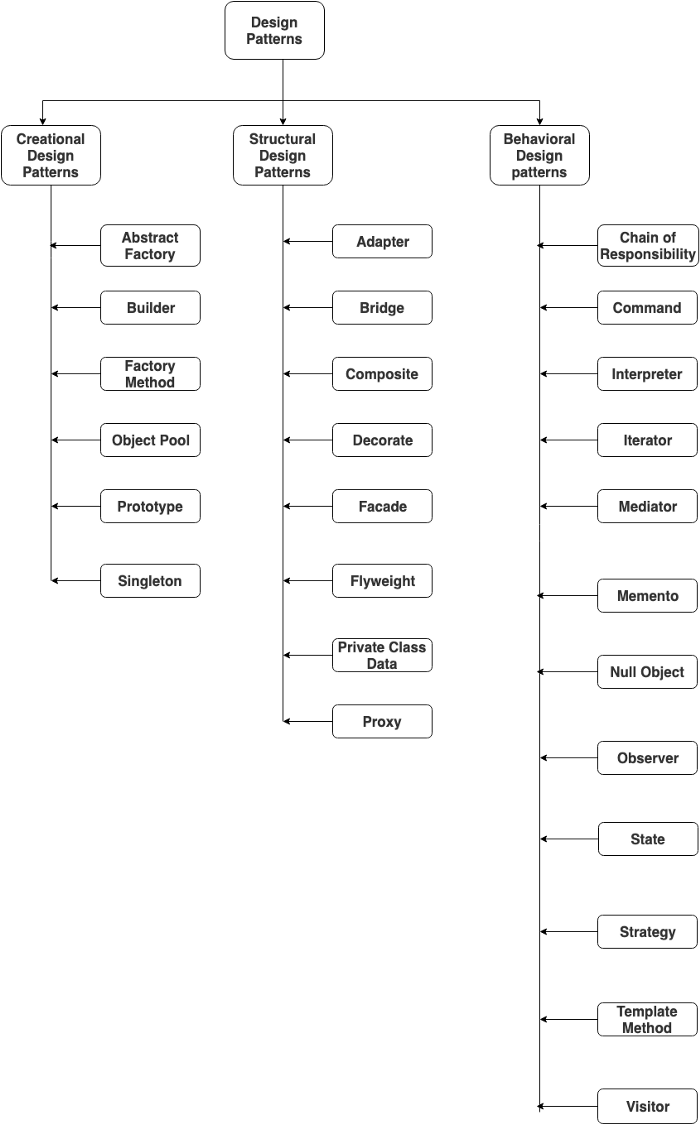 Design
Patterns
Creational
Design
Patterns
Structural
Design
Patterns
Behavioral
Design
patterns
Abstract
Factory
Builder
Factory
Method
Object Pool
Prototype
Singleton
Adapter
Bridge
Composite
Decorate
Facade
Flyweight
Private Class
Data
Proxy
Chain of
Responsibility
Command
Interpreter
Iterator
Mediator
Memento
Null Object
Observer
State
Strategy
Template
Method
Visitor